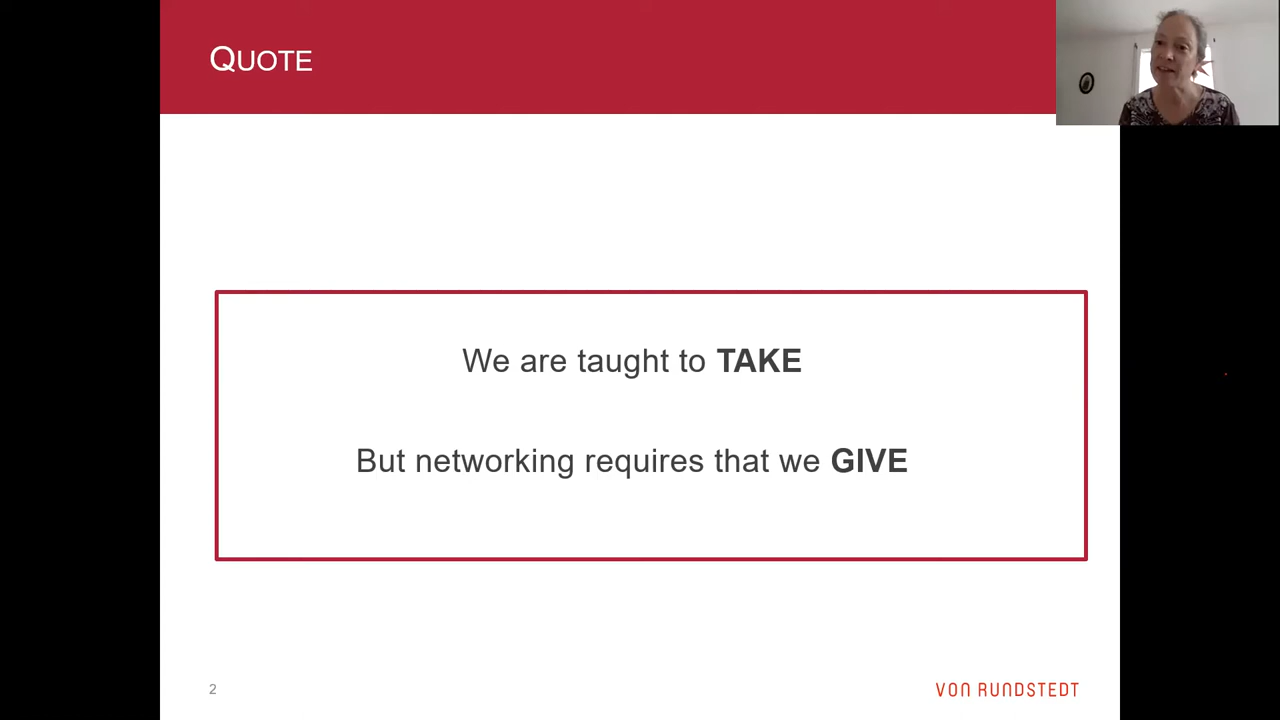 QUOTE
We are taught to TAKE
But networking requires that we GIVE
2
VON RUNDSTEDT